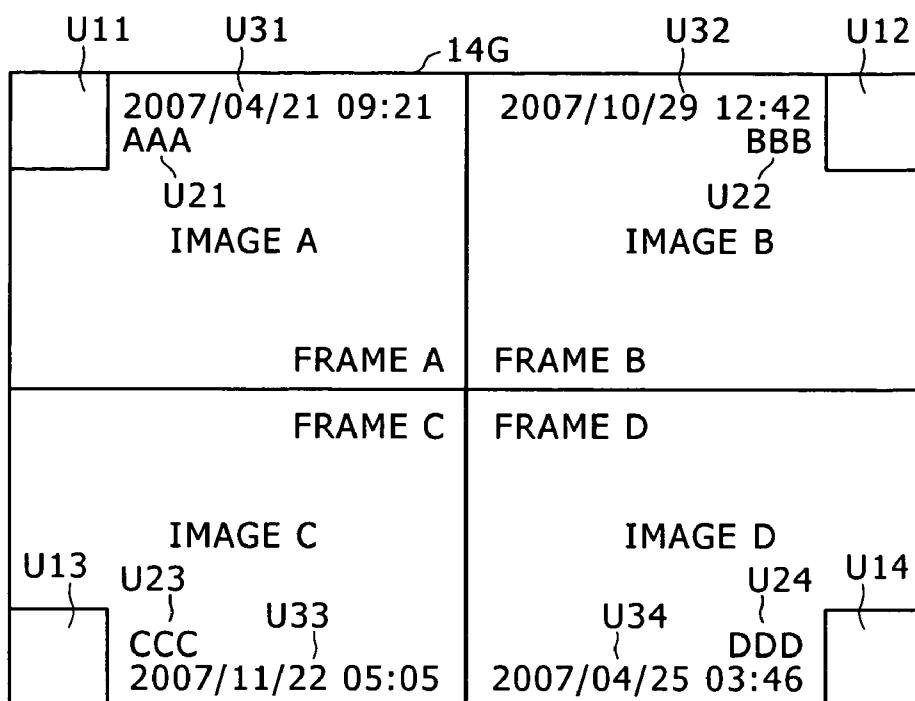 U11 U31 14G U32 U12
2007/04/21 09:21 2007/10/29 12:42
AAA BBB
U21 U22
IMAGE A IMAGE B
FRAME A FRAME B
FRAME C FRAME D
IMAGE C IMAGE D
U13 U23 U24 U14
U33 U34
CCC DDD
2007/11/22 05:05 2007/04/25 03:46